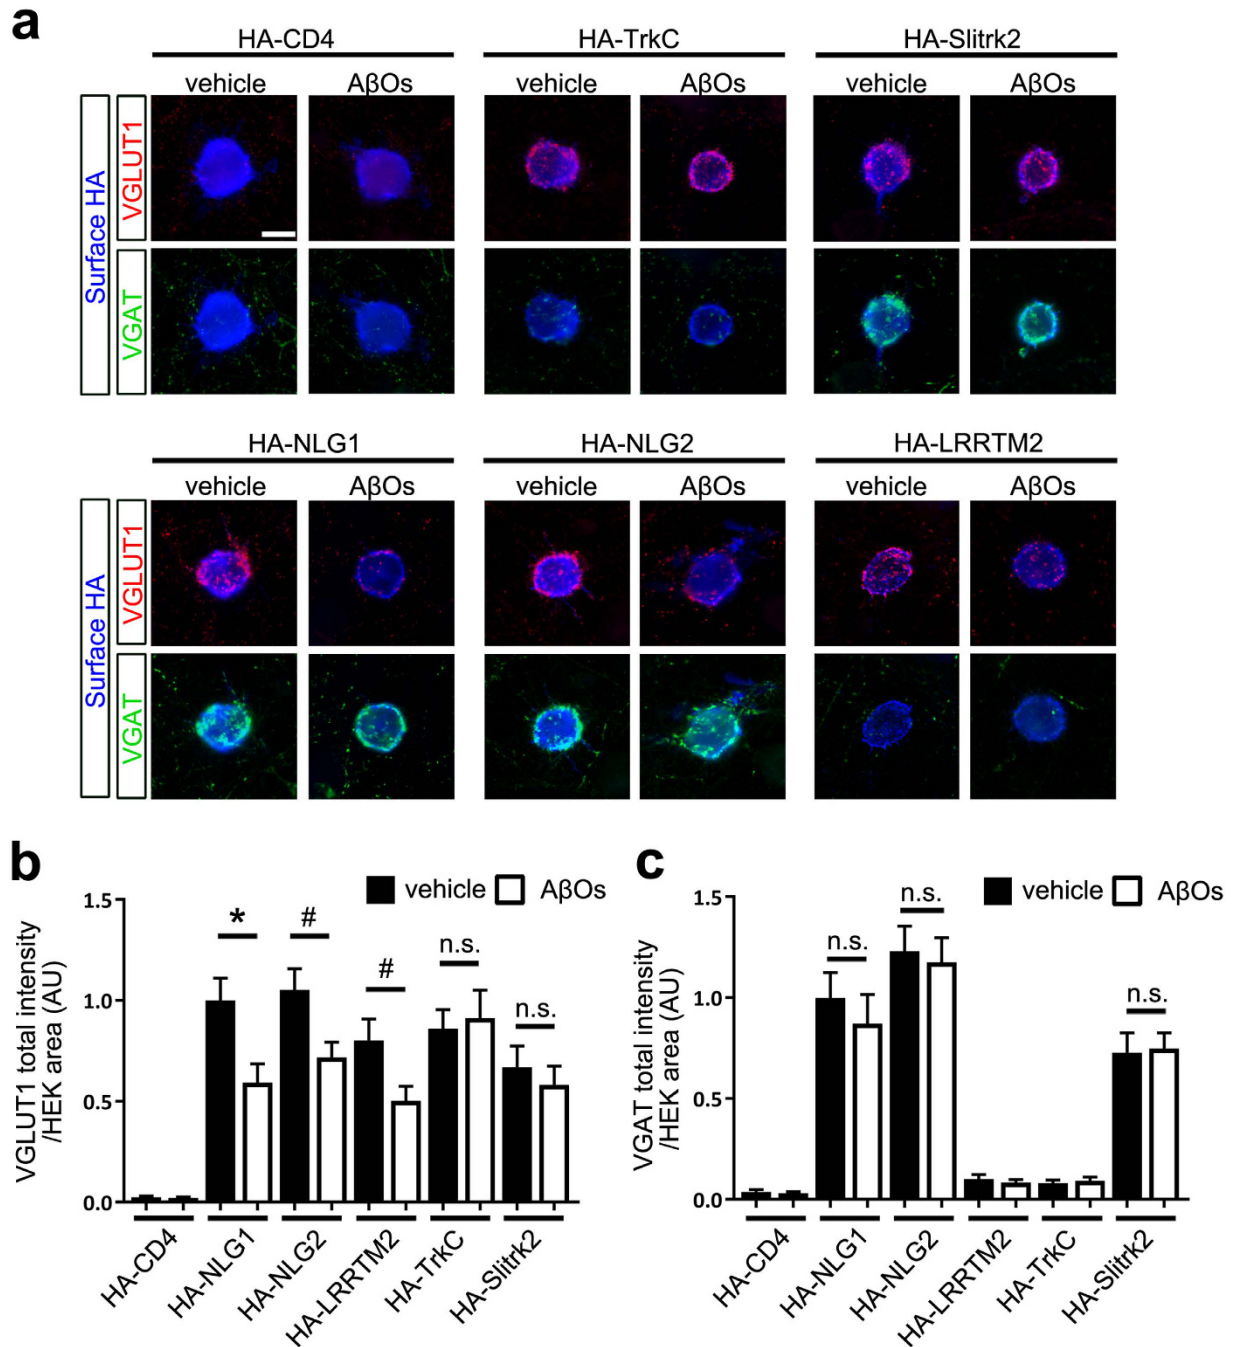 a
HA-CD4 HA-TrkC HA-Slitrk2
vehicle AβOs vehicle AβOs vehicle AβOs
Surface HA
VGLUT1
VGAT
HA-NLG1 HA-NLG2 HA-LRRTM2
vehicle AβOs vehicle AβOs vehicle AβOs
Surface HA
VGLUT1
VGAT
b
vehicle AβOs
VGLUT1 total intensity
/HEK area (AU)
1.5
1.0
0.5
0.0
* # # n.s. n.s.
HA-CD4 HA-NLG1 HA-NLG2 HA-LRRTM2 HA-TrkC HA-Slitrk2
c
vehicle AβOs
VGAT total intensity
/HEK area (AU)
1.5
1.0
0.5
0.0
n.s. n.s. n.s.
HA-CD4 HA-NLG1 HA-NLG2 HA-LRRTM2 HA-TrkC HA-Slitrk2